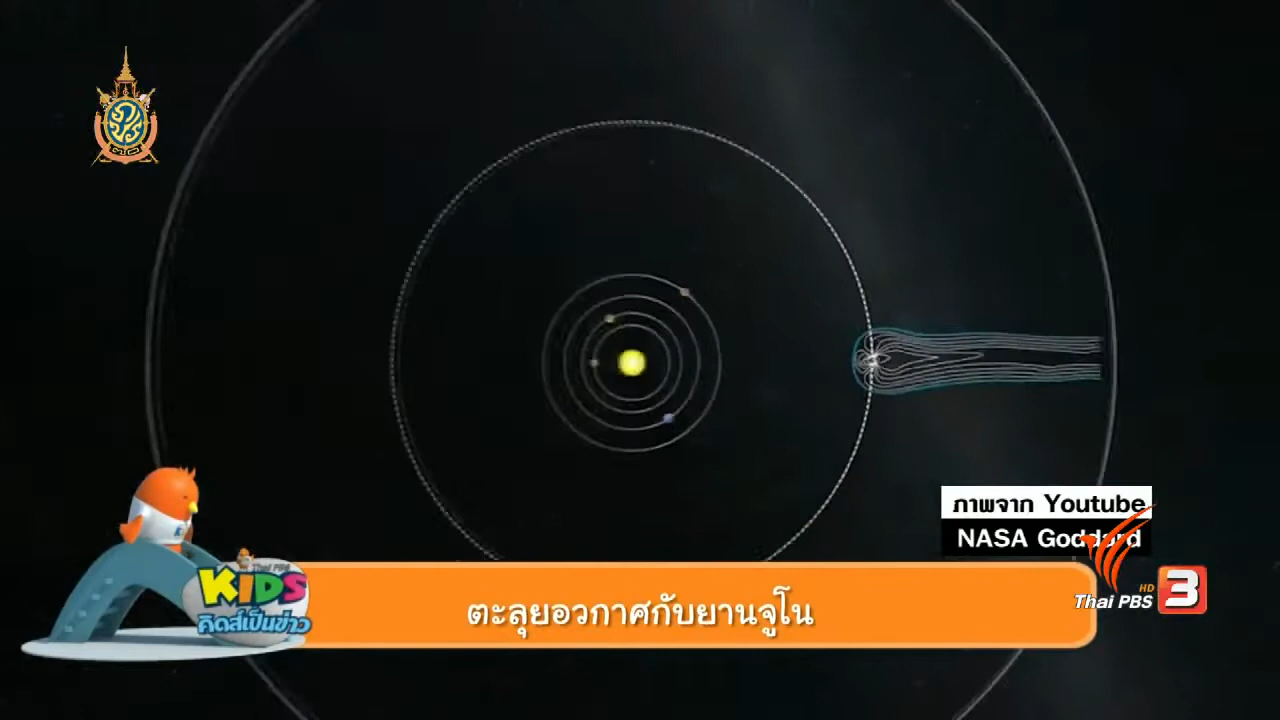 ภาพจาก Youtube
NASA Goddard
Thai PBS
KiDS
คิดส์เป็นข่าว
ตะลุยอวกาศกับยานจูโน
HD
Thai PBS 3